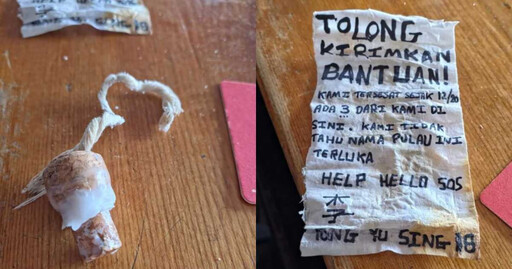 TOLONG
KIRIMKAN
BANTUAN!
KAMI TERSESAT SEJAK 12/20
ADA 3 DARI KAMI DI
SINI. KAMI TIDAK
TAHU NAMA PULAU INI
TERLUKA
HELP HELLO SOS
李
TONG YU SING 18